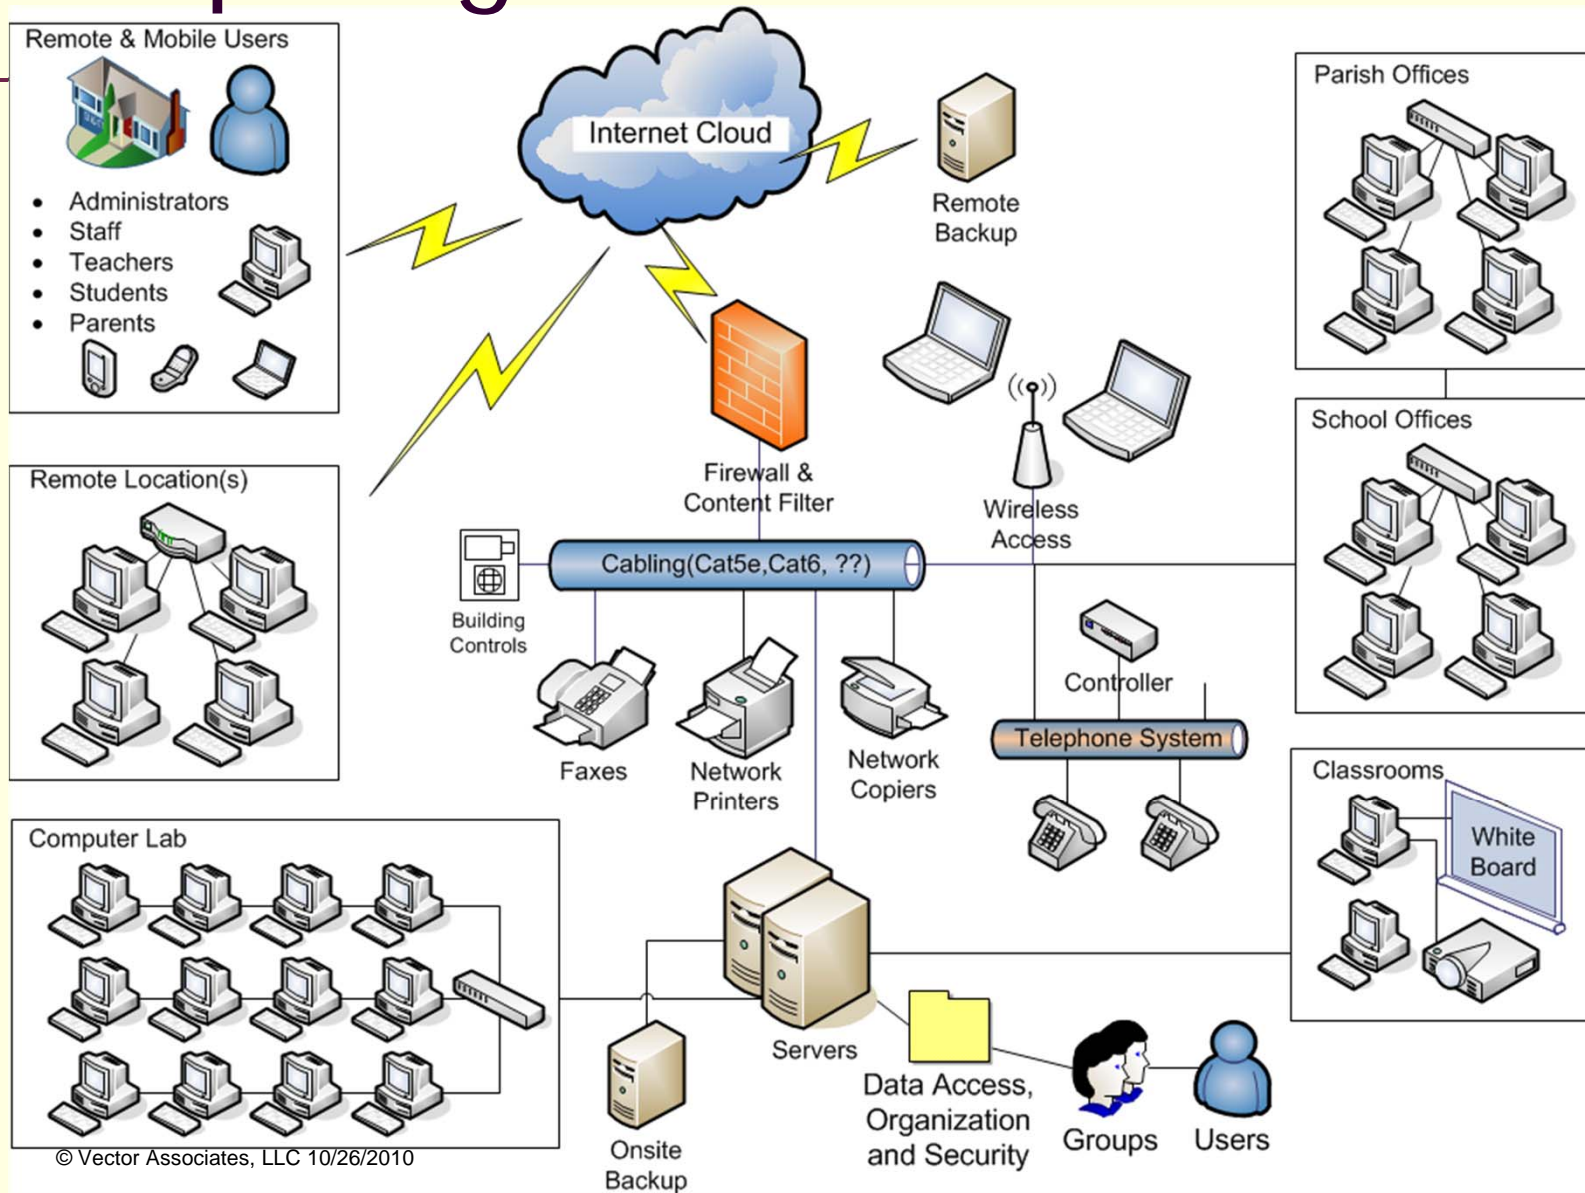 Remote & Mobile Users
• Administrators
• Staff
• Teachers
• Students
• Parents
Internet Cloud
Remote
Backup
Parish Offices
School Offices
Remote Location(s)
Firewall &
Content Filter
Wireless
Access
Cabling(Cat5e,Cat6, ??)
Building
Controls
Faxes
Network
Printers
Network
Copiers
Controller
Telephone System
Classrooms
White
Board
Computer Lab
Servers
Onsite
Backup
Data Access,
Organization
and Security
Groups
Users
© Vector Associates, LLC 10/26/2010